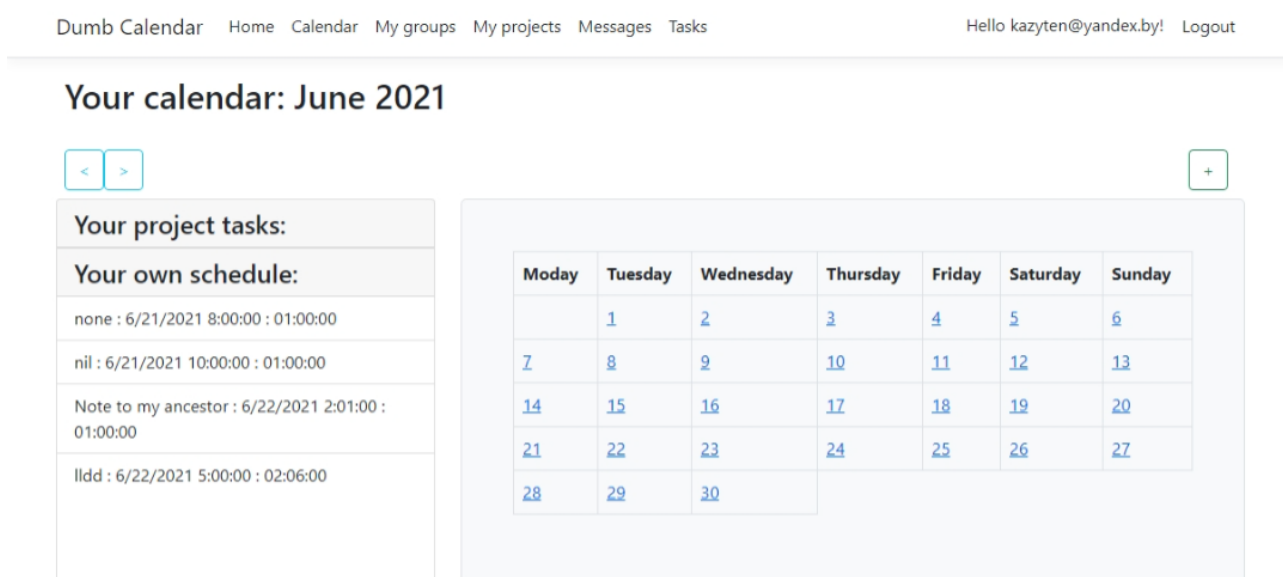 Dumb Calendar Home Calendar My groups My projects Messages Tasks Hello kazyten@yandex.by! Logout
Your calendar: June 2021
< > +
Your project tasks:
Your own schedule:
none : 6/21/2021 8:00:00 : 01:00:00
nil : 6/21/2021 10:00:00 : 01:00:00
Note to my ancestor : 6/22/2021 2:01:00 :
01:00:00
lldd : 6/22/2021 5:00:00 : 02:06:00
Moday Tuesday Wednesday Thursday Friday Saturday Sunday
1 2 3 4 5 6
7 8 9 10 11 12 13
14 15 16 17 18 19 20
21 22 23 24 25 26 27
28 29 30